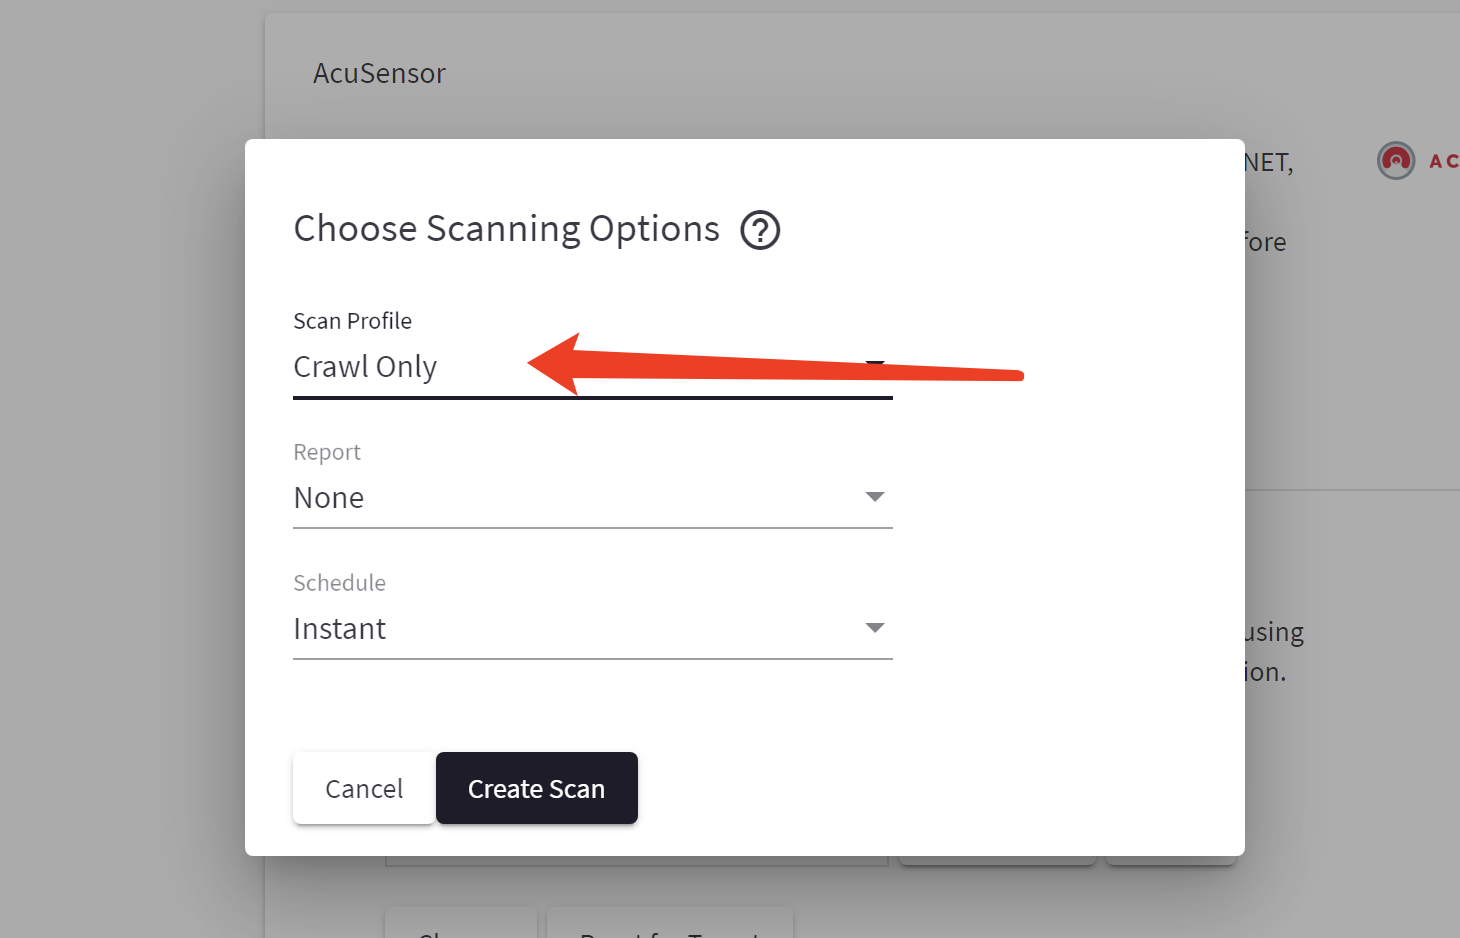 AcuSensor
NET,
AC
fore
Choose Scanning Options
Scan Profile
Crawl Only
Report
None
Schedule
Instant
using
ion.
Cancel
Create Scan